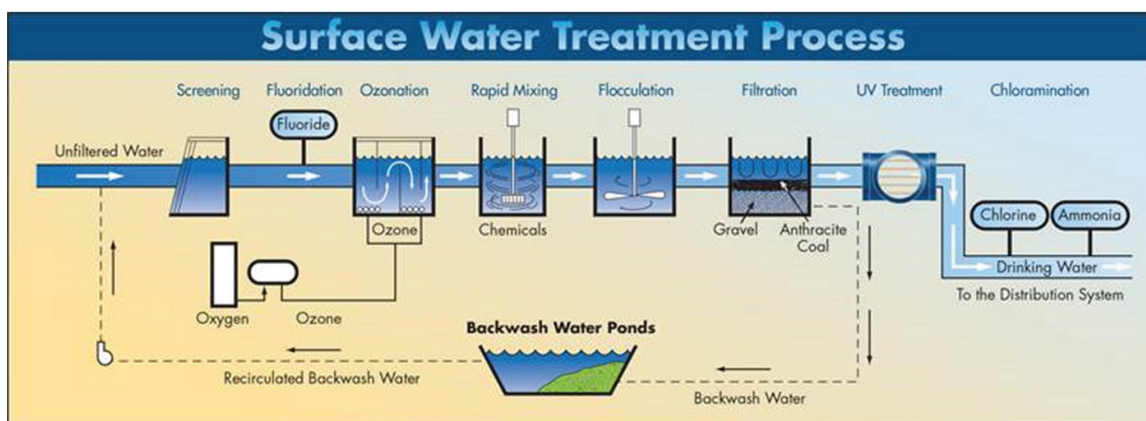 Surface Water Treatment Process
Screening
Fluoridation
Ozonation
Rapid Mixing
Flocculation
Filtration
UV Treatment
Chloramination
Fluoride
Unfiltered Water
Ozone
Chemicals
Gravel
Anthracite
Coal
Chlorine
Ammonia
Drinking Water
To the Distribution System
Oxygen
Ozone
Backwash Water Ponds
Recirculated Backwash Water
Backwash Water